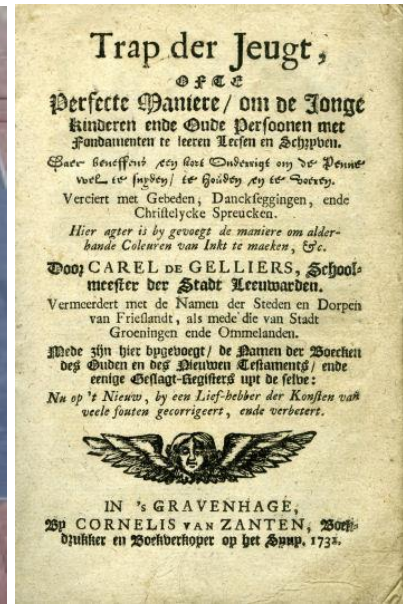 Trap der Jeugt,
OFTE
Perfecte Maniere/ om de Jonge
Kinderen ende Oude Persoonen met
Fondamenten te leeren Leesen en Schryven.
Daer beneffens een kort Onderrigt om de Penne
wel te snyden/ te houden en te voeren.
Verciert met Gebeden, Danckseggingen, ende
Christelycke Spreucken.
Hier agter is by gevoegt de maniere om alder-
hande Coleuren van Inkt te maeken, &c.
Door CAREL DE GELLIERS, School-
meester der Stadt Leeuwarden.
Vermeerdert met de Namen der Steden en Dorpen
van Frieslandt, als mede die van Stadt
Groeningen ende Ommelanden.
Mede zijn hier bygevoegt/ de Namen der Boecken
des Ouden en des Nieuwen Testaments/ ende
eenige Geslagt-Registers uyt de selve:
Nu op 't Nieuw, by een Lief-hebber der Konsten van
veele fouten gecorrigeert, ende verbetert.
IN 's GRAVENHAGE,
By CORNELIS VAN ZANTEN, Boek-
drukker en Boekverkoper op het Spuy.